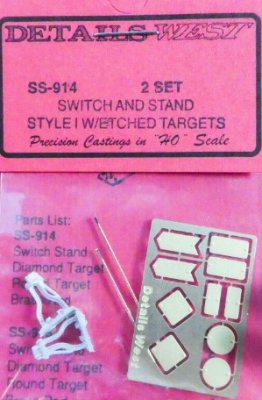 DETAILS WEST
SS-914 2 SET
SWITCH AND STAND
STYLE I W/ETCHED TARGETS
Precision Castings in "HO" Scale
Parts List:
SS-914
Switch Stand
Diamond Target
Target
Details West
Target
Diamond Target
Round Target